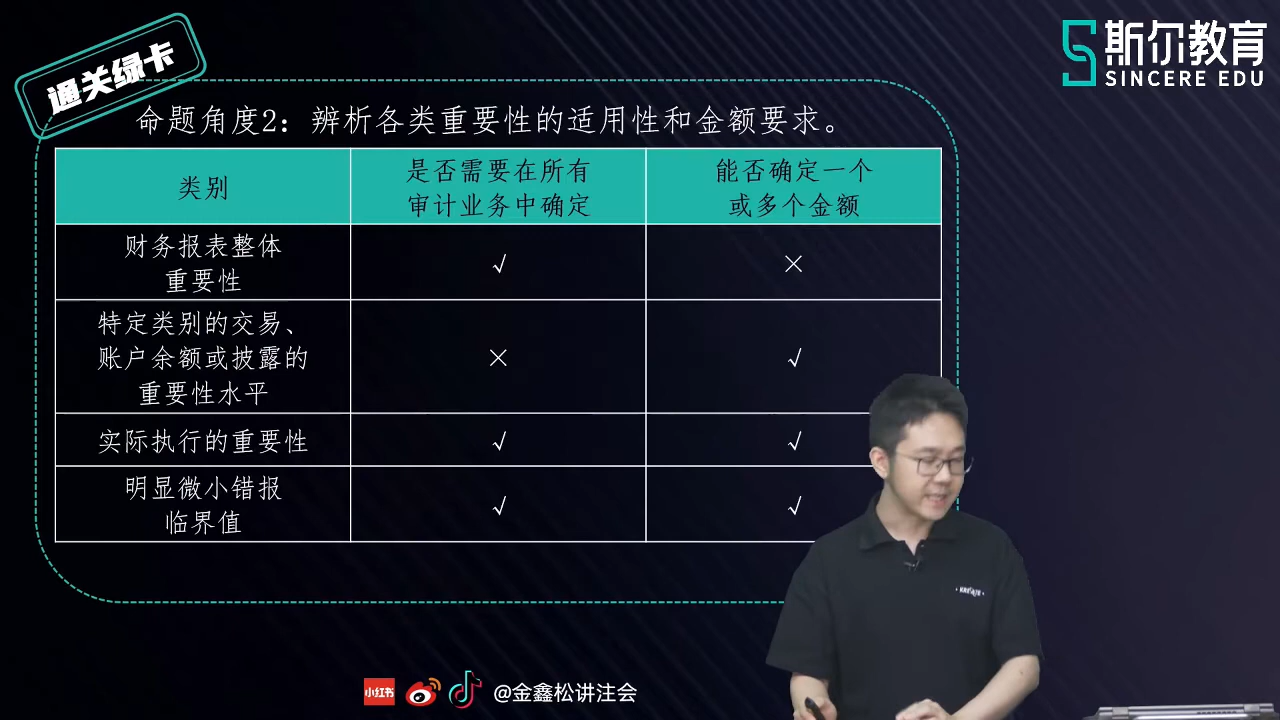 通关绿卡
斯尔教育
SINCERE EDU
命题角度2：辨析各类重要性的适用性和金额要求。
类别
是否需要在所有
审计业务中确定
能否确定一个
或多个金额
财务报表整体
重要性
√
×
特定类别的交易、
账户余额或披露的
重要性水平
×
√
实际执行的重要性
√
√
明显微小错报
临界值
√
√
小红书
@金鑫松讲注会